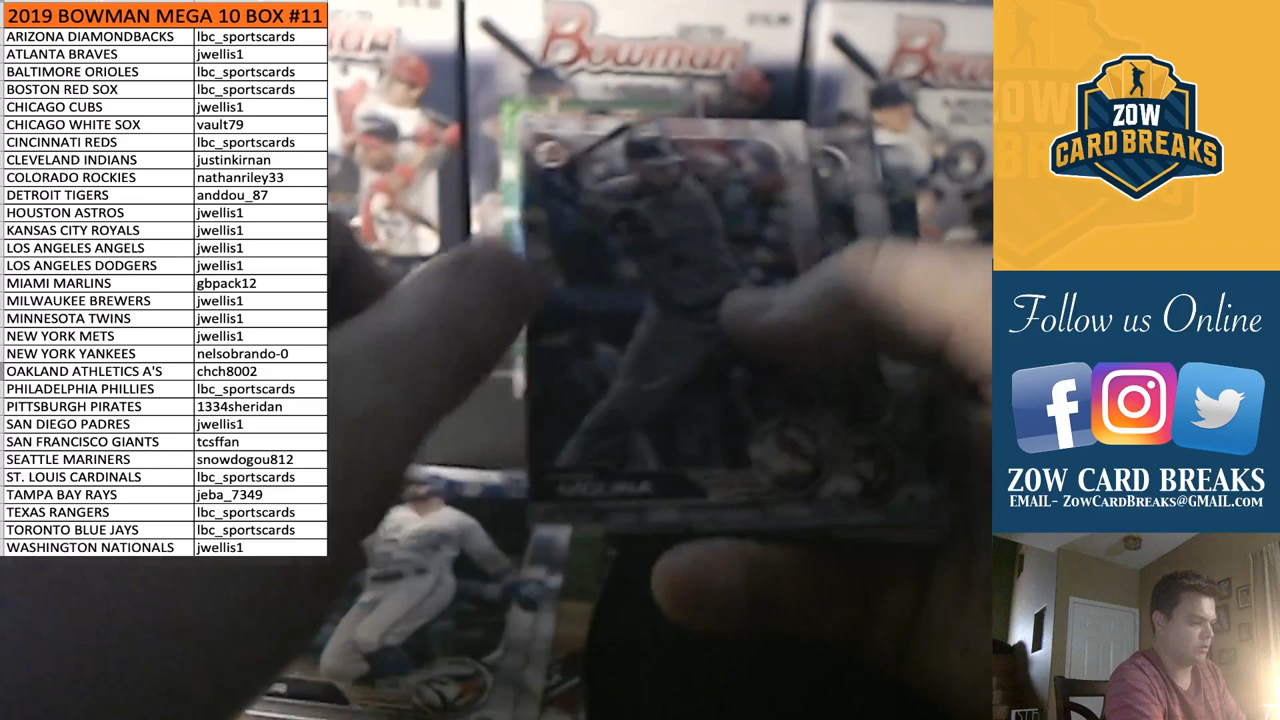 2019 BOWMAN MEGA 10 BOX #11
ARIZONA DIAMONDBACKS lbc_sportscards
ATLANTA BRAVES jwellis1
BALTIMORE ORIOLES lbc_sportscards
BOSTON RED SOX lbc_sportscards
CHICAGO CUBS jwellis1
CHICAGO WHITE SOX vault79
CINCINNATI REDS lbc_sportscards
CLEVELAND INDIANS justinkirnan
COLORADO ROCKIES nathanriley33
DETROIT TIGERS anddou_87
HOUSTON ASTROS jwellis1
KANSAS CITY ROYALS jwellis1
LOS ANGELES ANGELS jwellis1
LOS ANGELES DODGERS jwellis1
MIAMI MARLINS gbpack12
MILWAUKEE BREWERS jwellis1
MINNESOTA TWINS jwellis1
NEW YORK METS jwellis1
NEW YORK YANKEES nelsobrando-0
OAKLAND ATHLETICS A'S chch8002
PHILADELPHIA PHILLIES lbc_sportscards
PITTSBURGH PIRATES 1334sheridan
SAN DIEGO PADRES jwellis1
SAN FRANCISCO GIANTS tcsffan
SEATTLE MARINERS snowdogou812
ST. LOUIS CARDINALS lbc_sportscards
TAMPA BAY RAYS jeba_7349
TEXAS RANGERS lbc_sportscards
TORONTO BLUE JAYS lbc_sportscards
WASHINGTON NATIONALS jwellis1
Bowman
ZOW
CARD BREAKS
Follow us Online
ZOW CARD BREAKS
EMAIL- ZOWCARDBREAKS@GMAIL.COM